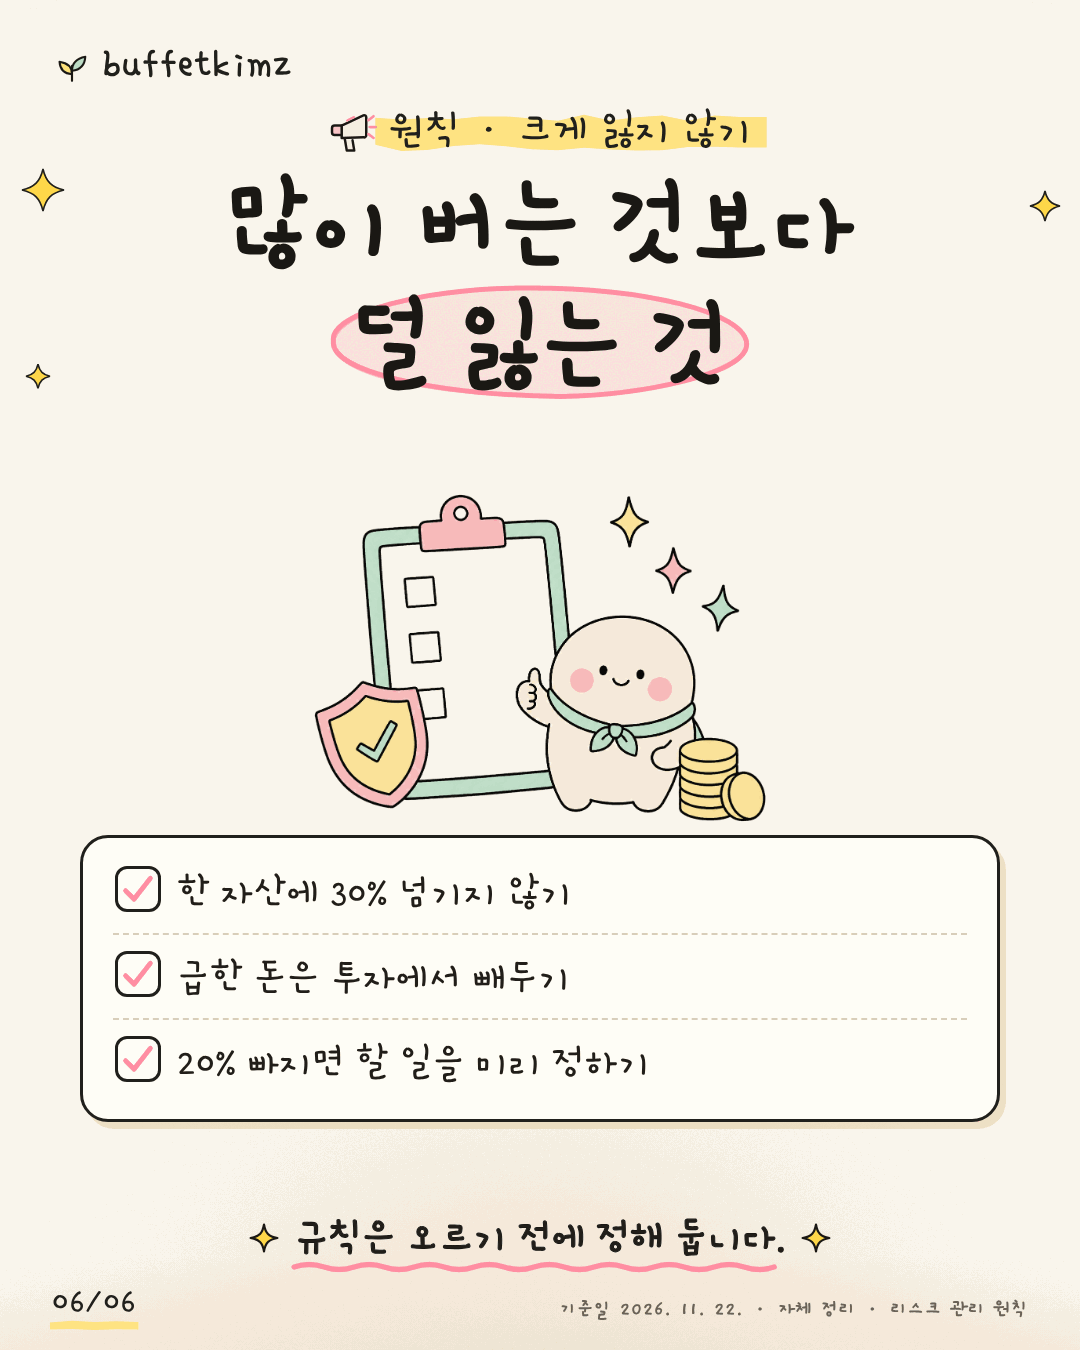 buffetkimz
원칙 · 크게 잃지 않기
많이 버는 것보다
덜 잃는 것
한 자산에 30% 넘기지 않기
급한 돈은 투자에서 빼두기
20% 빠지면 할 일을 미리 정하기
규칙은 오르기 전에 정해 둡니다.
06/06
기준일 2026. 11. 22. · 자체 정리 · 리스크 관리 원칙